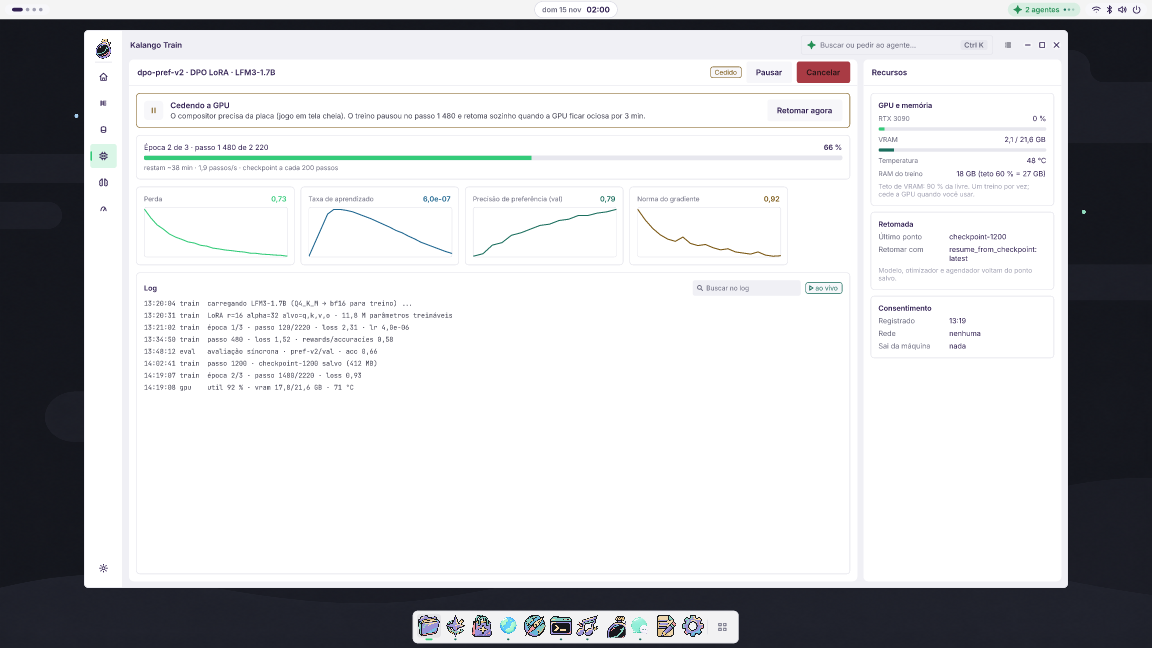 dom 15 nov 02:00
2 agentes
Kalango Train
Buscar ou pedir ao agente...
Ctrl K
dpo-pref-v2 · DPO LoRA · LFM3-1.7B
Cedido
Pausar
Cancelar
Cedendo a GPU
O compositor precisa da placa (jogo em tela cheia). O treino pausou no passo 1 480 e retoma sozinho quando a GPU ficar ociosa por 3 min.
Retomar agora
Época 2 de 3 · passo 1 480 de 2 220
66 %
restam ~38 min · 1,9 passos/s · checkpoint a cada 200 passos
Perda 0,73
Taxa de aprendizado 6,0e-07
Precisão de preferência (val) 0,79
Norma do gradiente 0,92
Log
Buscar no log
ao vivo
13:20:04 train carregando LFM3-1.7B (Q4_K_M → bf16 para treino) ...
13:20:31 train LoRA r=16 alpha=32 alvo=q,k,v,o · 11,8 M parâmetros treináveis
13:21:02 train época 1/3 · passo 120/2220 · loss 2,31 · lr 4,0e-06
13:34:50 train passo 480 · loss 1,52 · rewards/accuracies 0,58
13:48:12 eval avaliação síncrona · pref-v2/val · acc 0,66
14:02:41 train passo 1200 · checkpoint-1200 salvo (412 MB)
14:19:07 train época 2/3 · passo 1480/2220 · loss 0,93
14:19:08 gpu util 92 % · vram 17,8/21,6 GB · 71 °C
Recursos
GPU e memória
RTX 3090 0 %
VRAM 2,1 / 21,6 GB
Temperatura 48 °C
RAM do treino 18 GB (teto 60 % = 27 GB)
Teto de VRAM: 90 % da livre. Um treino por vez;
cede a GPU quando você usar.
Retomada
Último ponto checkpoint-1200
Retomar com resume_from_checkpoint:
latest
Modelo, otimizador e agendador voltam do ponto
salvo.
Consentimento
Registrado 13:19
Rede nenhuma
Sai da máquina nada